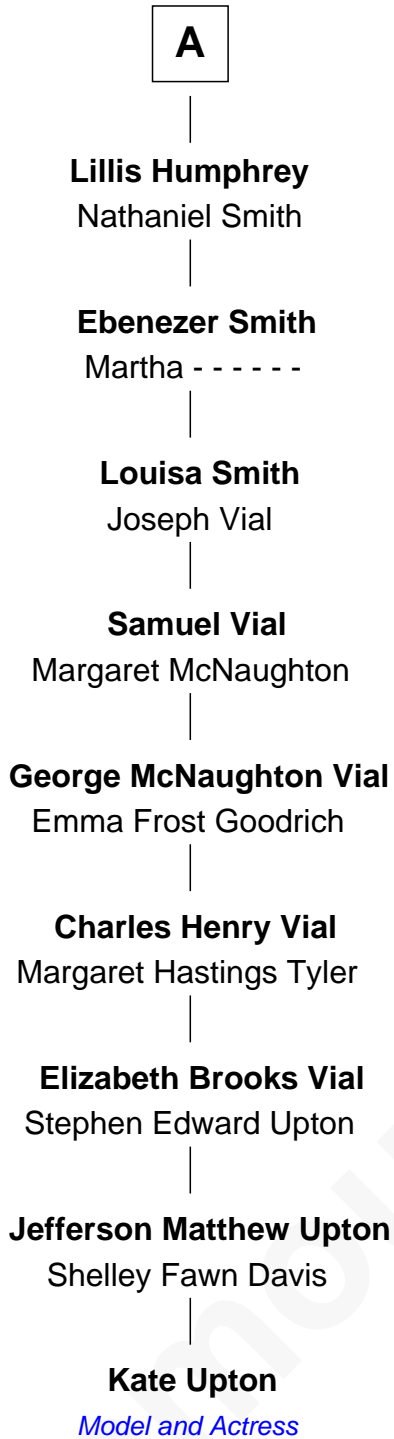 A
Lillis Humphrey
Nathaniel Smith
Ebenezer Smith
Martha - - - - - -
Louisa Smith
Joseph Vial
Samuel Vial
Margaret McNaughton
George McNaughton Vial
Emma Frost Goodrich
Charles Henry Vial
Margaret Hastings Tyler
Elizabeth Brooks Vial
Stephen Edward Upton
Jefferson Matthew Upton
Shelley Fawn Davis
Kate Upton
Model and Actress